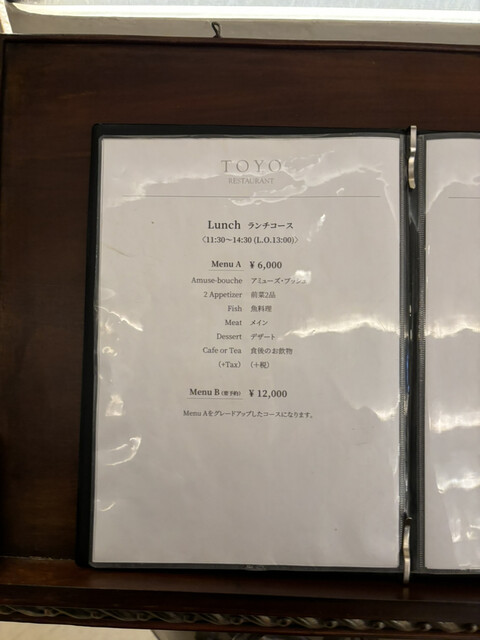 TOYO
RESTAURANT
Lunch ランチコース
〈11:30〜14:30 (L.O.13:00)〉
Menu A ¥ 6,000
Amuse-bouche アミューズ・ブッシュ
2 Appetizer 前菜2品
Fish 魚料理
Meat メイン
Dessert デザート
Cafe or Tea 食後のお飲物
(+Tax) (+税)
Menu B (要予約) ¥ 12,000
Menu Aをグレードアップしたコースになります。